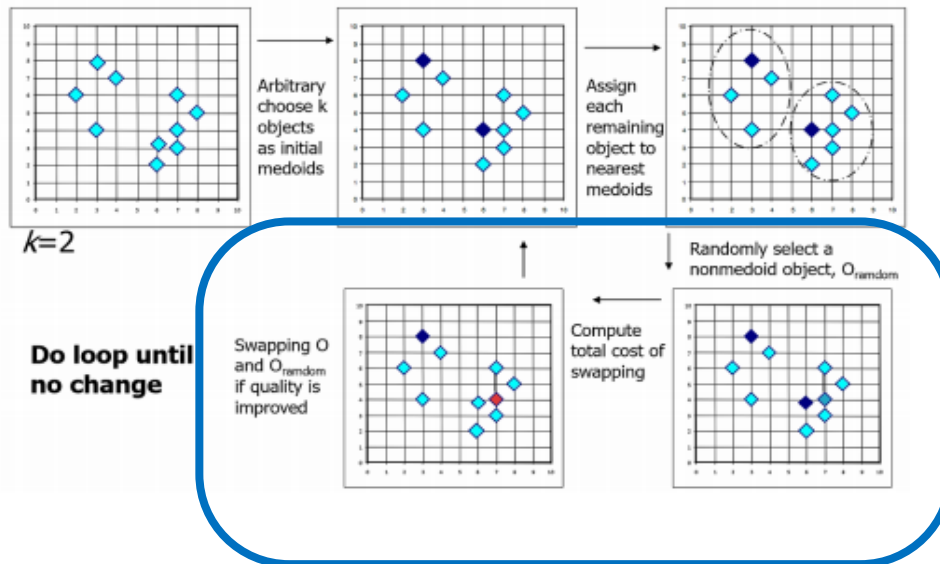 Arbitrary
choose k
objects
as initial
medoids
Assign
each
remaining
object to
nearest
medoids
k=2
Randomly select a
nonmedoid object, Oramdom
Do loop until
no change
Swapping O
and Oramdom
if quality is
improved
Compute
total cost of
swapping